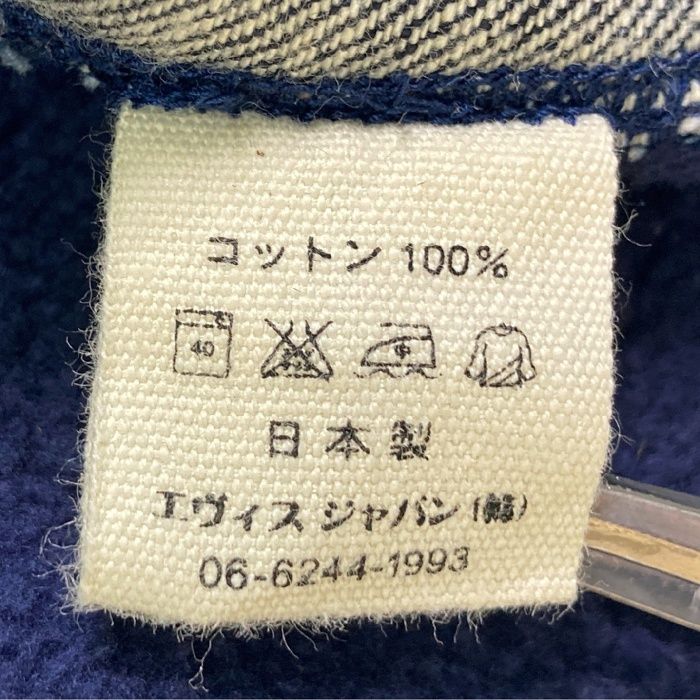 コットン 100%
40
日本製
エヴィス ジャパン (株)
06-6244-1993